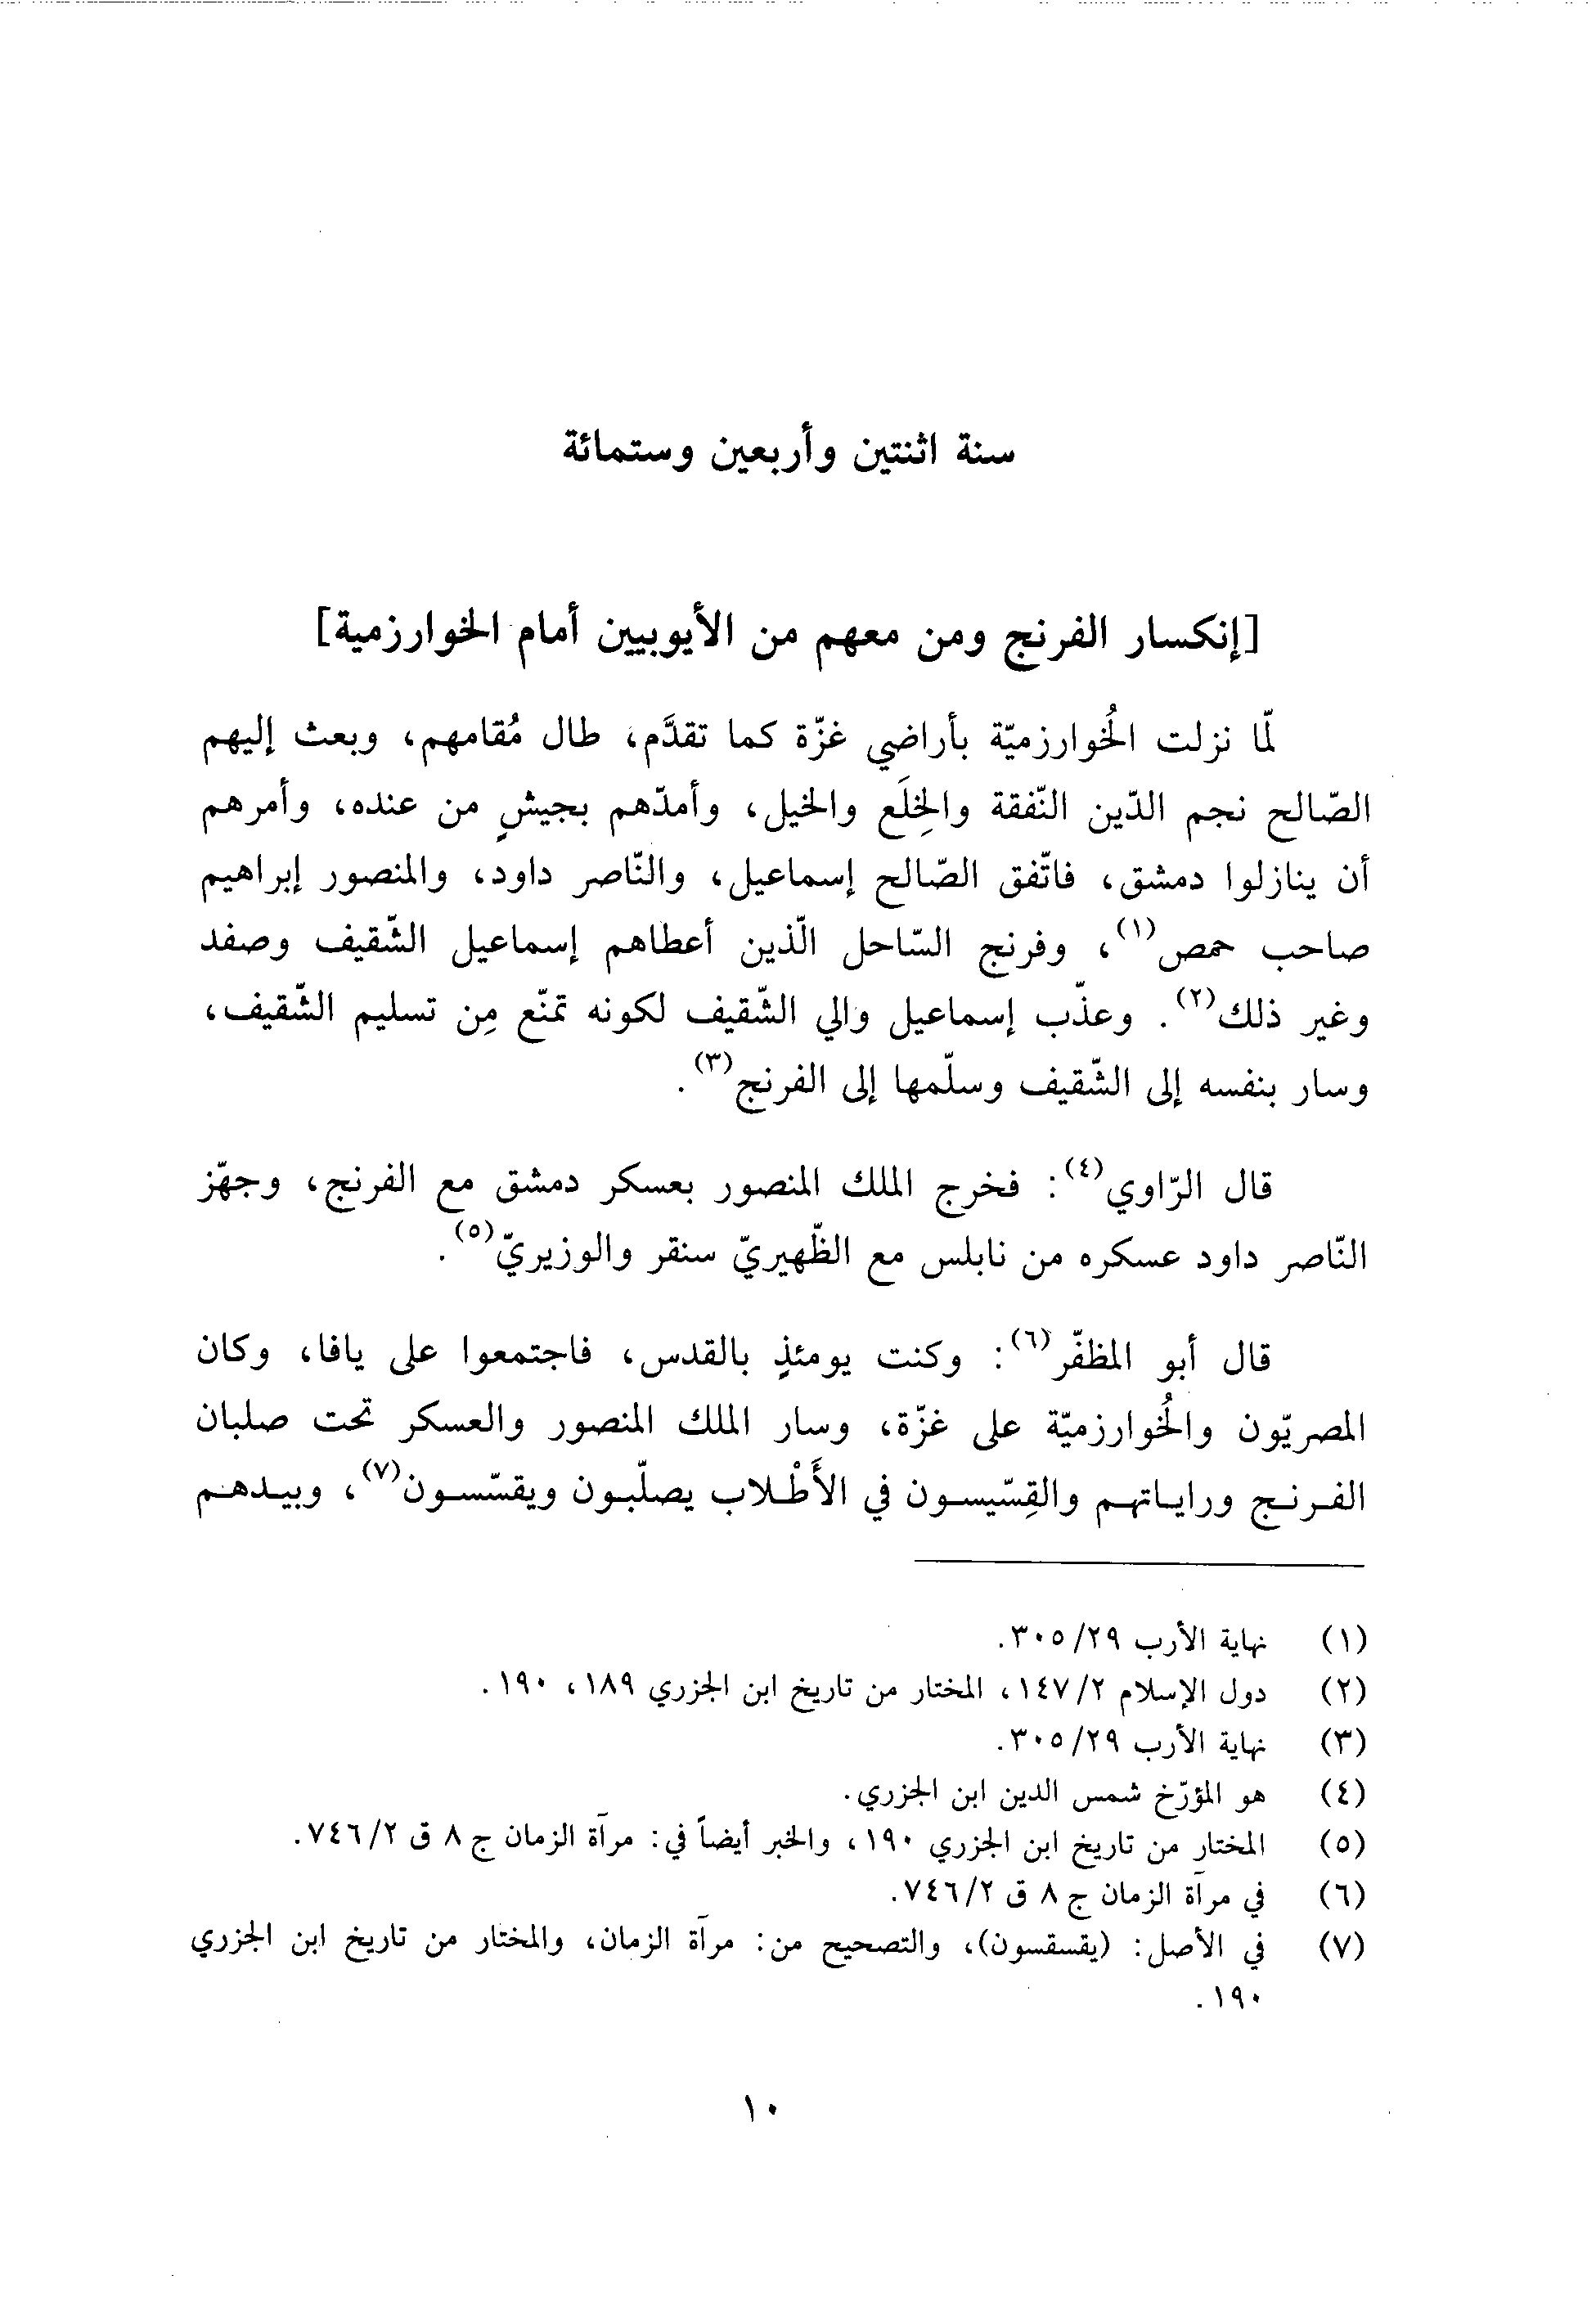 سنة اثنتين وأربعين وستمائة
[إنكسار الفرنج ومن معهم من الأيوبيين أمام الخوارزمية]
لمّا نزلت الخُوارزميّة بأراضي غزّة كما تقدَّم، طال مُقامهم، وبعث إليهم
الصّالح نجم الدّين النّفقة والخِلَع والخيل، وأمدّهم بجيشٍ من عنده، وأمرهم
أن ينازلوا دمشق، فاتّفق الصّالح إسماعيل، والنّاصر داود، والمنصور إبراهيم
صاحب حمص(١)، وفرنج السّاحل الّذين أعطاهم إسماعيل الشّقيف وصفد
وغير ذلك(٢). وعذّب إسماعيل والي الشّقيف لكونه تمنّع مِن تسليم الشّقيف،
وسار بنفسه إلى الشّقيف وسلّمها إلى الفرنج(٣).
قال الرّاوي(٤): فخرج الملك المنصور بعسكر دمشق مع الفرنج، وجهّز
النّاصر داود عسكره من نابلس مع الظّهيريّ سنقر والوزيريّ(٥).
قال أبو المظفّر(٦): وكنت يومئذٍ بالقدس، فاجتمعوا على يافا، وكان
المصريّون والخُوارزميّة على غزّة، وسار الملك المنصور والعسكر تحت صلبان
الفرنج وراياتهم والقِسّيسون في الأَطْلاب يصلّبون ويقسّسون(٧)، وبيدهم
(١) نهاية الأرب ٣٠٥/٢٩.
(٢) دول الإسلام ١٤٧/٢، المختار من تاريخ ابن الجزري ١٨٩، ١٩٠.
(٣) نهاية الأرب ٣٠٥/٢٩.
(٤) هو المؤرّخ شمس الدين ابن الجزري.
(٥) المختار من تاريخ ابن الجزري ١٩٠، والخبر أيضاً في: مرآة الزمان ج ٨ ق ٧٤٦/٢.
(٦) في مرآة الزمان ج ٨ ق ٧٤٦/٢.
(٧) في الأصل: (يقسقسون)، والتصحيح من: مرآة الزمان، والمختار من تاريخ ابن الجزري
١٩٠.
١٠